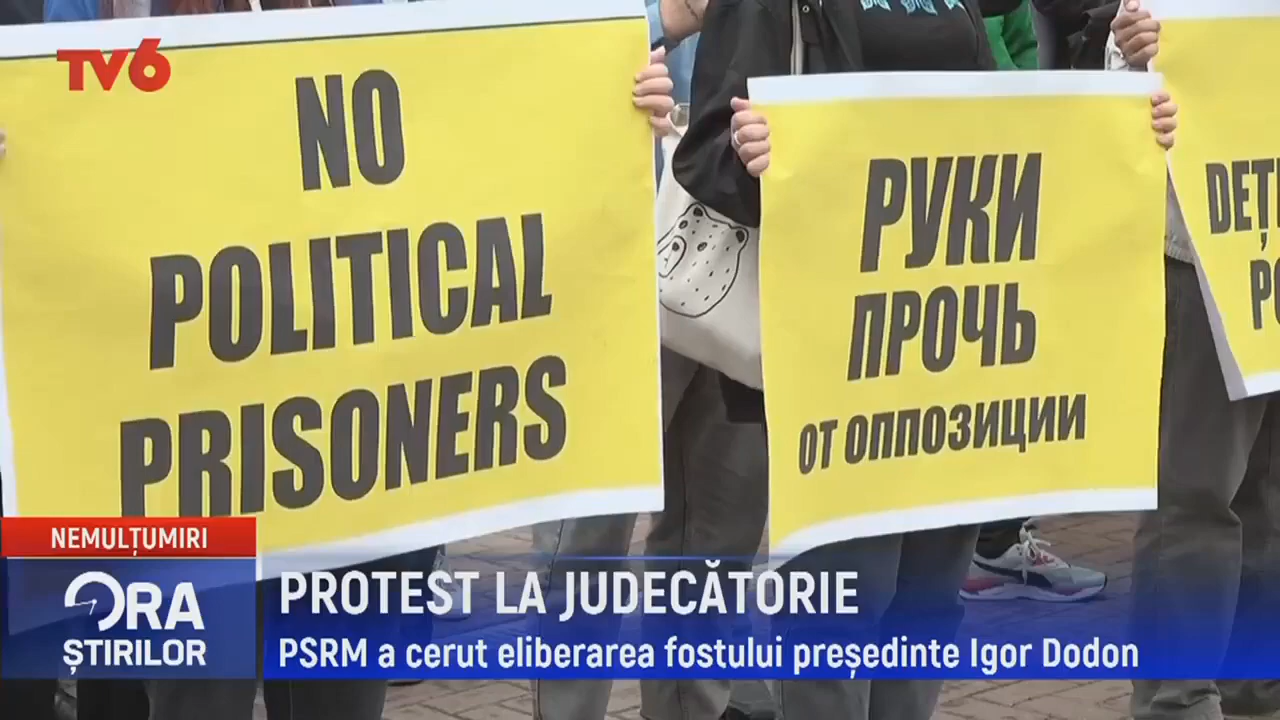 TV6
NO
POLITICAL
PRISONERS
РУКИ
ПРОЧЬ
ОТ ОППОЗИЦИИ
NEMULȚUMIRI
ORA
ȘTIRILOR
PROTEST LA JUDECĂTORIE
PSRM a cerut eliberarea fostului președinte Igor Dodon